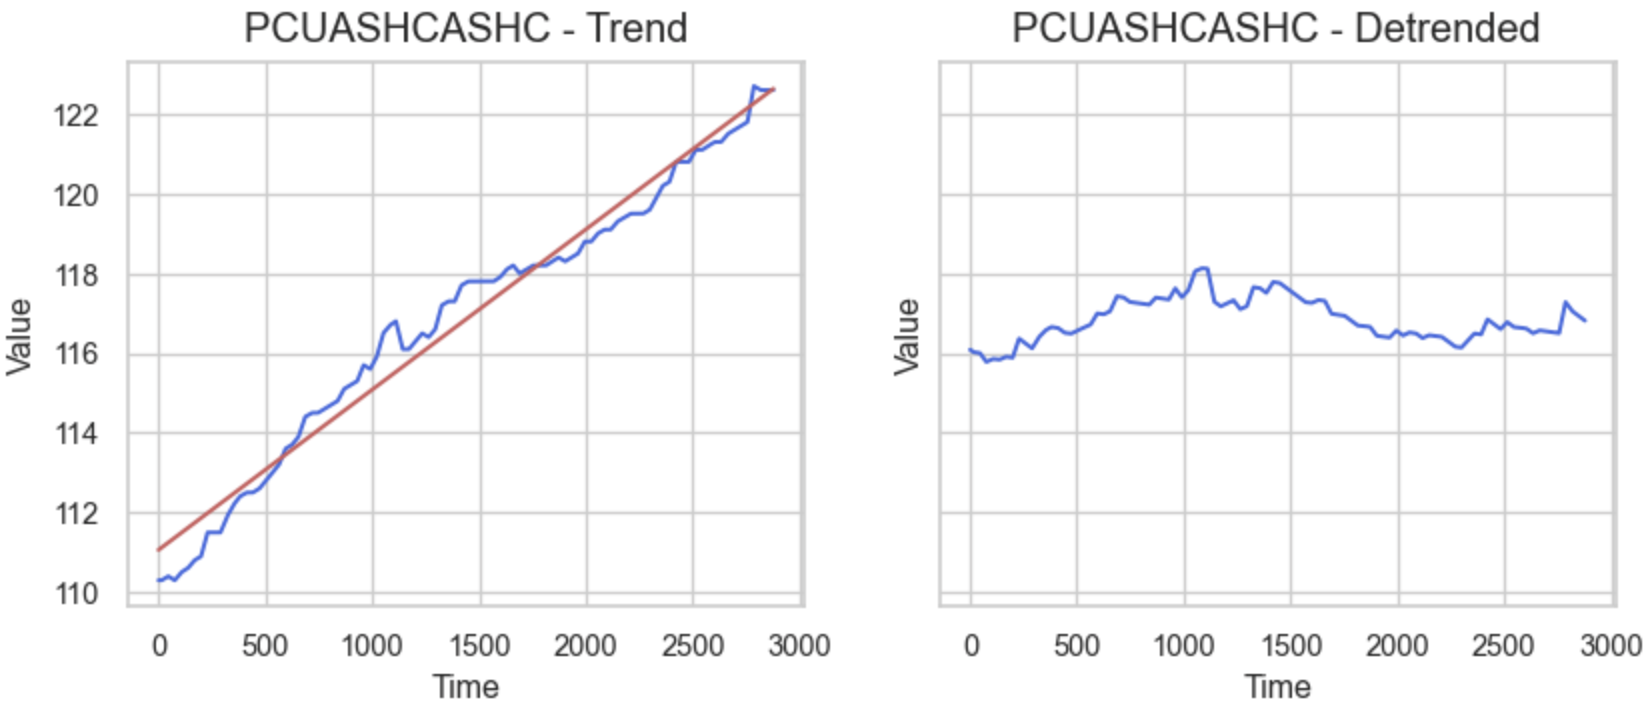 PCUASHCASHC - Trend
Value
122
120
118
116
114
112
110
0 500 1000 1500 2000 2500 3000
Time
PCUASHCASHC - Detrended
Value
0 500 1000 1500 2000 2500 3000
Time